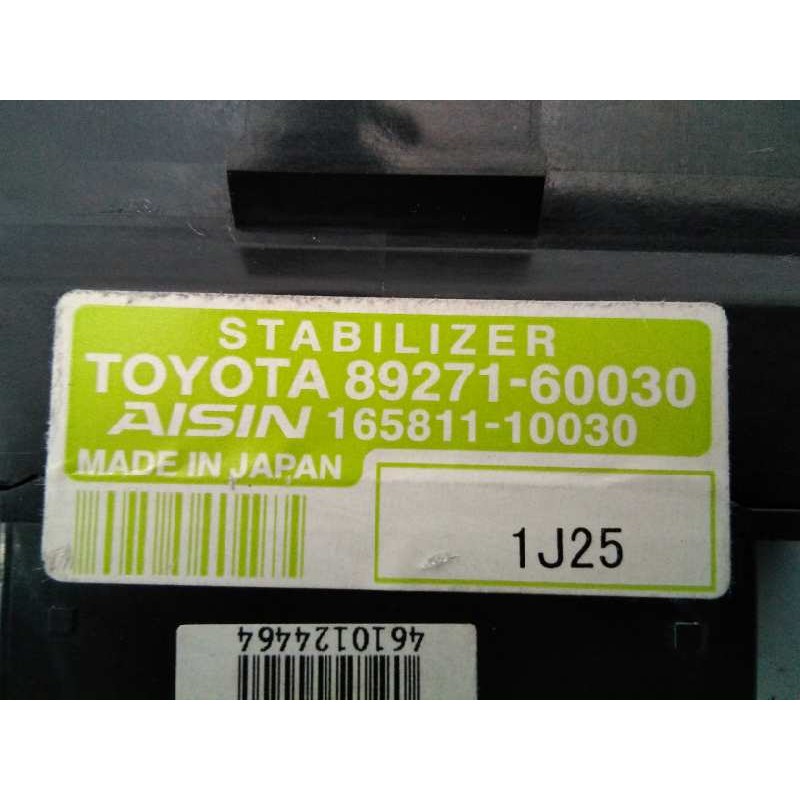 STABILIZER
TOYOTA 89271-60030
AISIN 165811-10030
MADE IN JAPAN
1J25
4610124464